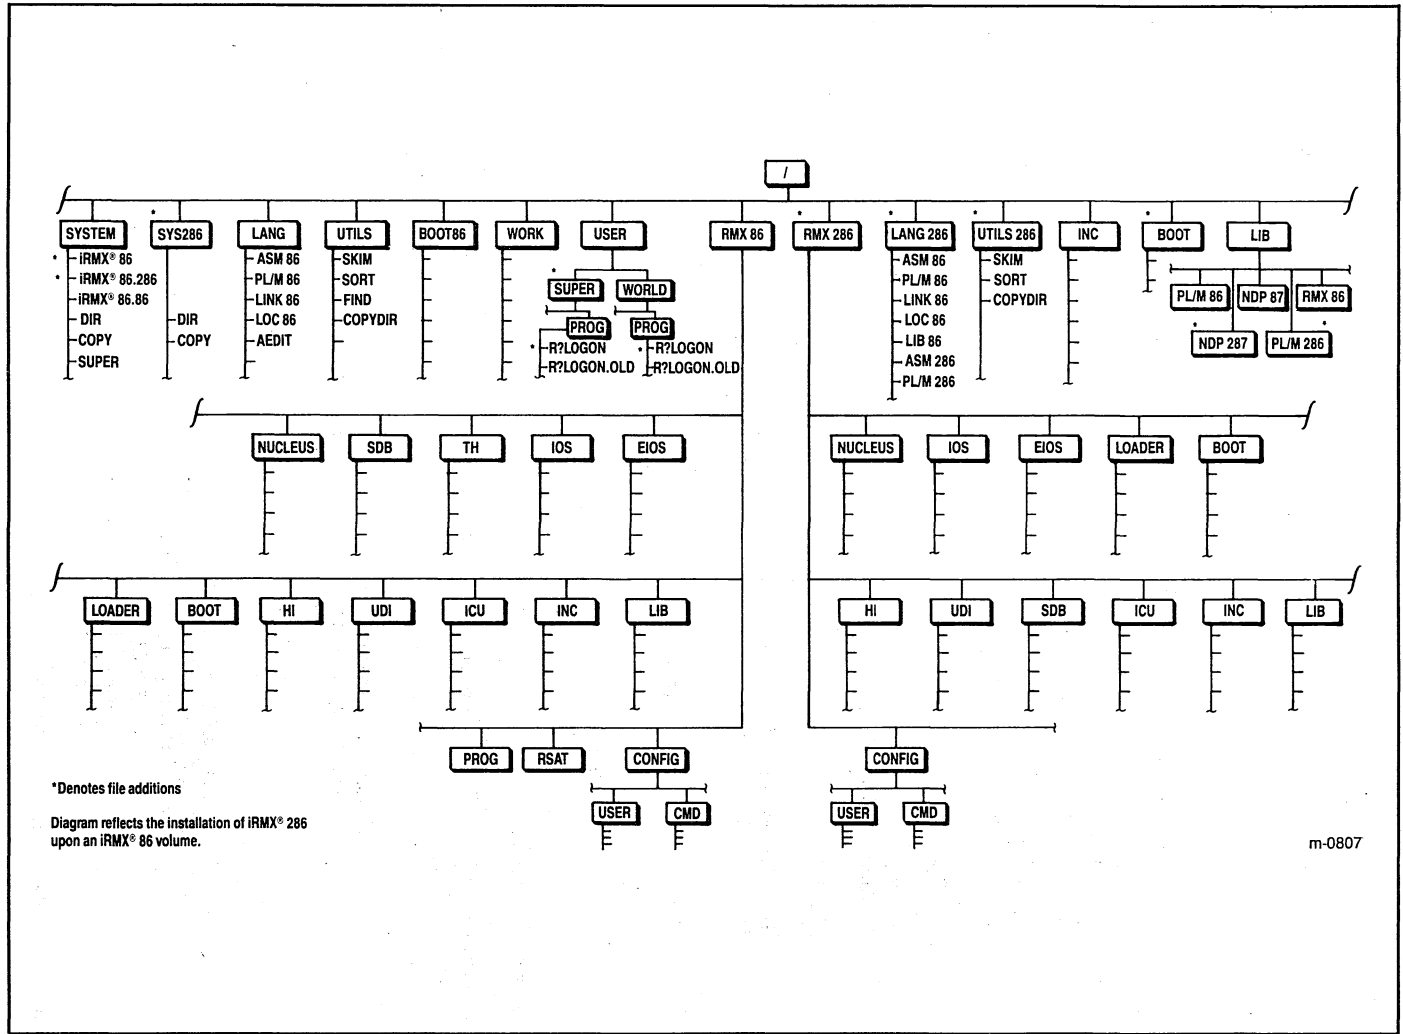 /
* * * * *
SYSTEM SYS286 LANG UTILS BOOT86 WORK USER RMX 86 RMX 286 LANG 286 UTILS 286 INC BOOT LIB
* iRMX® 86
* iRMX® 86.286
iRMX® 86.86
DIR
COPY
SUPER
DIR
COPY
ASM 86
PL/M 86
LINK 86
LOC 86
AEDIT
SKIM
SORT
FIND
COPYDIR
*
SUPER WORLD
PROG PROG
* R?LOGON
R?LOGON.OLD
* R?LOGON
R?LOGON.OLD
ASM 86
PL/M 86
LINK 86
LOC 86
LIB 86
ASM 286
PL/M 286
SKIM
SORT
COPYDIR
PL/M 86 NDP 87 RMX 86
* *
NDP 287 PL/M 286
NUCLEUS SDB TH IOS EIOS
NUCLEUS IOS EIOS LOADER BOOT
LOADER BOOT HI UDI ICU INC LIB
HI UDI SDB ICU INC LIB
PROG RSAT CONFIG
CONFIG
USER CMD
USER CMD
*Denotes file additions
Diagram reflects the installation of iRMX® 286
upon an iRMX® 86 volume.
m-0807